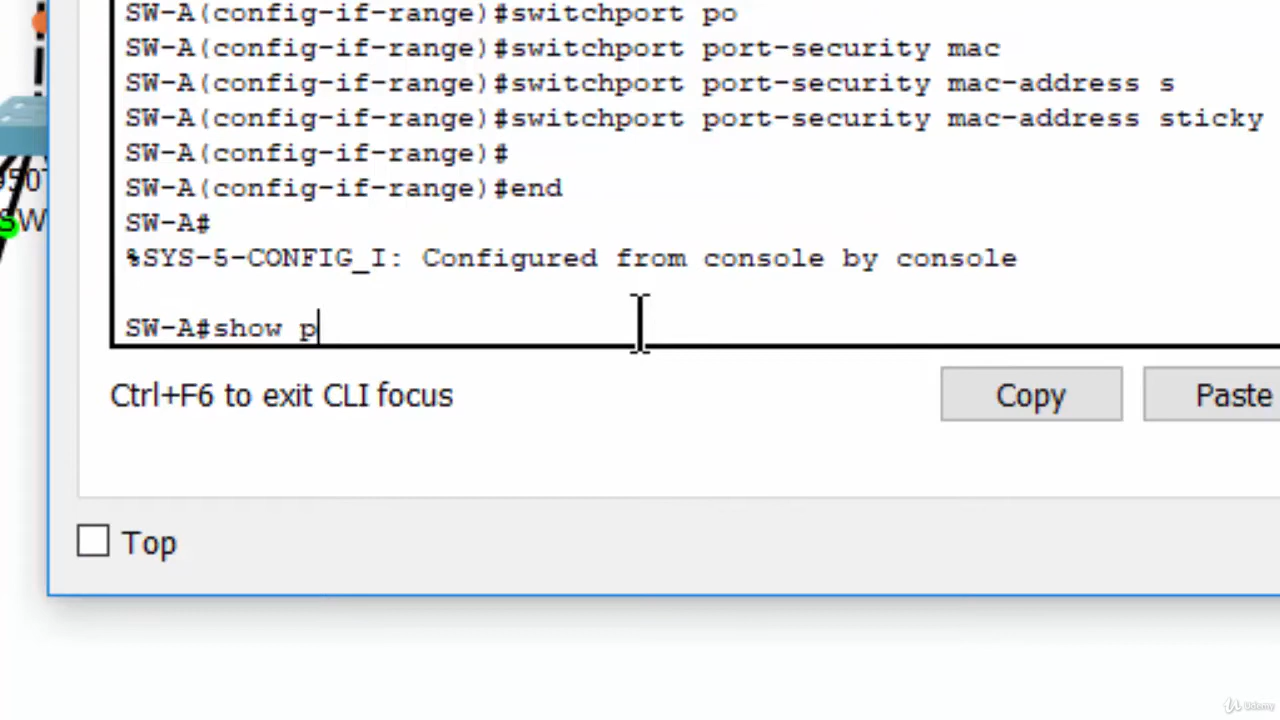 SW-A(config-if-range)#switchport po
SW-A(config-if-range)#switchport port-security mac
SW-A(config-if-range)#switchport port-security mac-address s
SW-A(config-if-range)#switchport port-security mac-address sticky
SW-A(config-if-range)#
SW-A(config-if-range)#end
SW-A#
%SYS-5-CONFIG_I: Configured from console by console
SW-A#show p
950T
SW
Ctrl+F6 to exit CLI focus
Copy
Paste
Top
Udemy